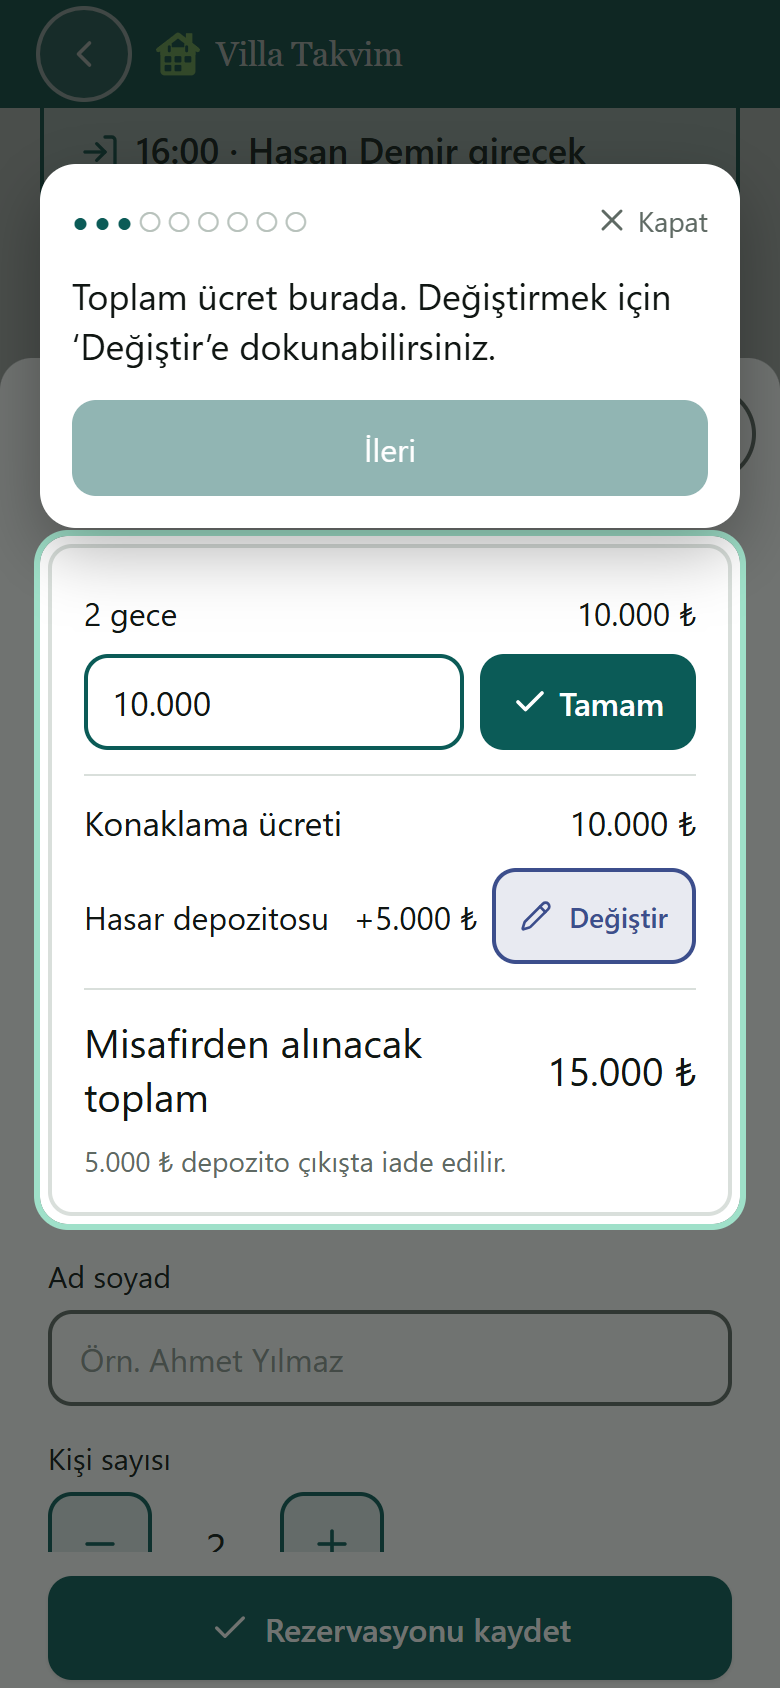 Villa Takvim
16:00 · Hasan Demir girecek
Kapat
Toplam ücret burada. Değiştirmek için
‘Değiştir’e dokunabilirsiniz.
İleri
2 gece 10.000 ₺
10.000 Tamam
Konaklama ücreti 10.000 ₺
Hasar depozitosu +5.000 ₺ Değiştir
Misafirden alınacak
toplam 15.000 ₺
5.000 ₺ depozito çıkışta iade edilir.
Ad soyad
Örn. Ahmet Yılmaz
Kişi sayısı
− 2 +
Rezervasyonu kaydet